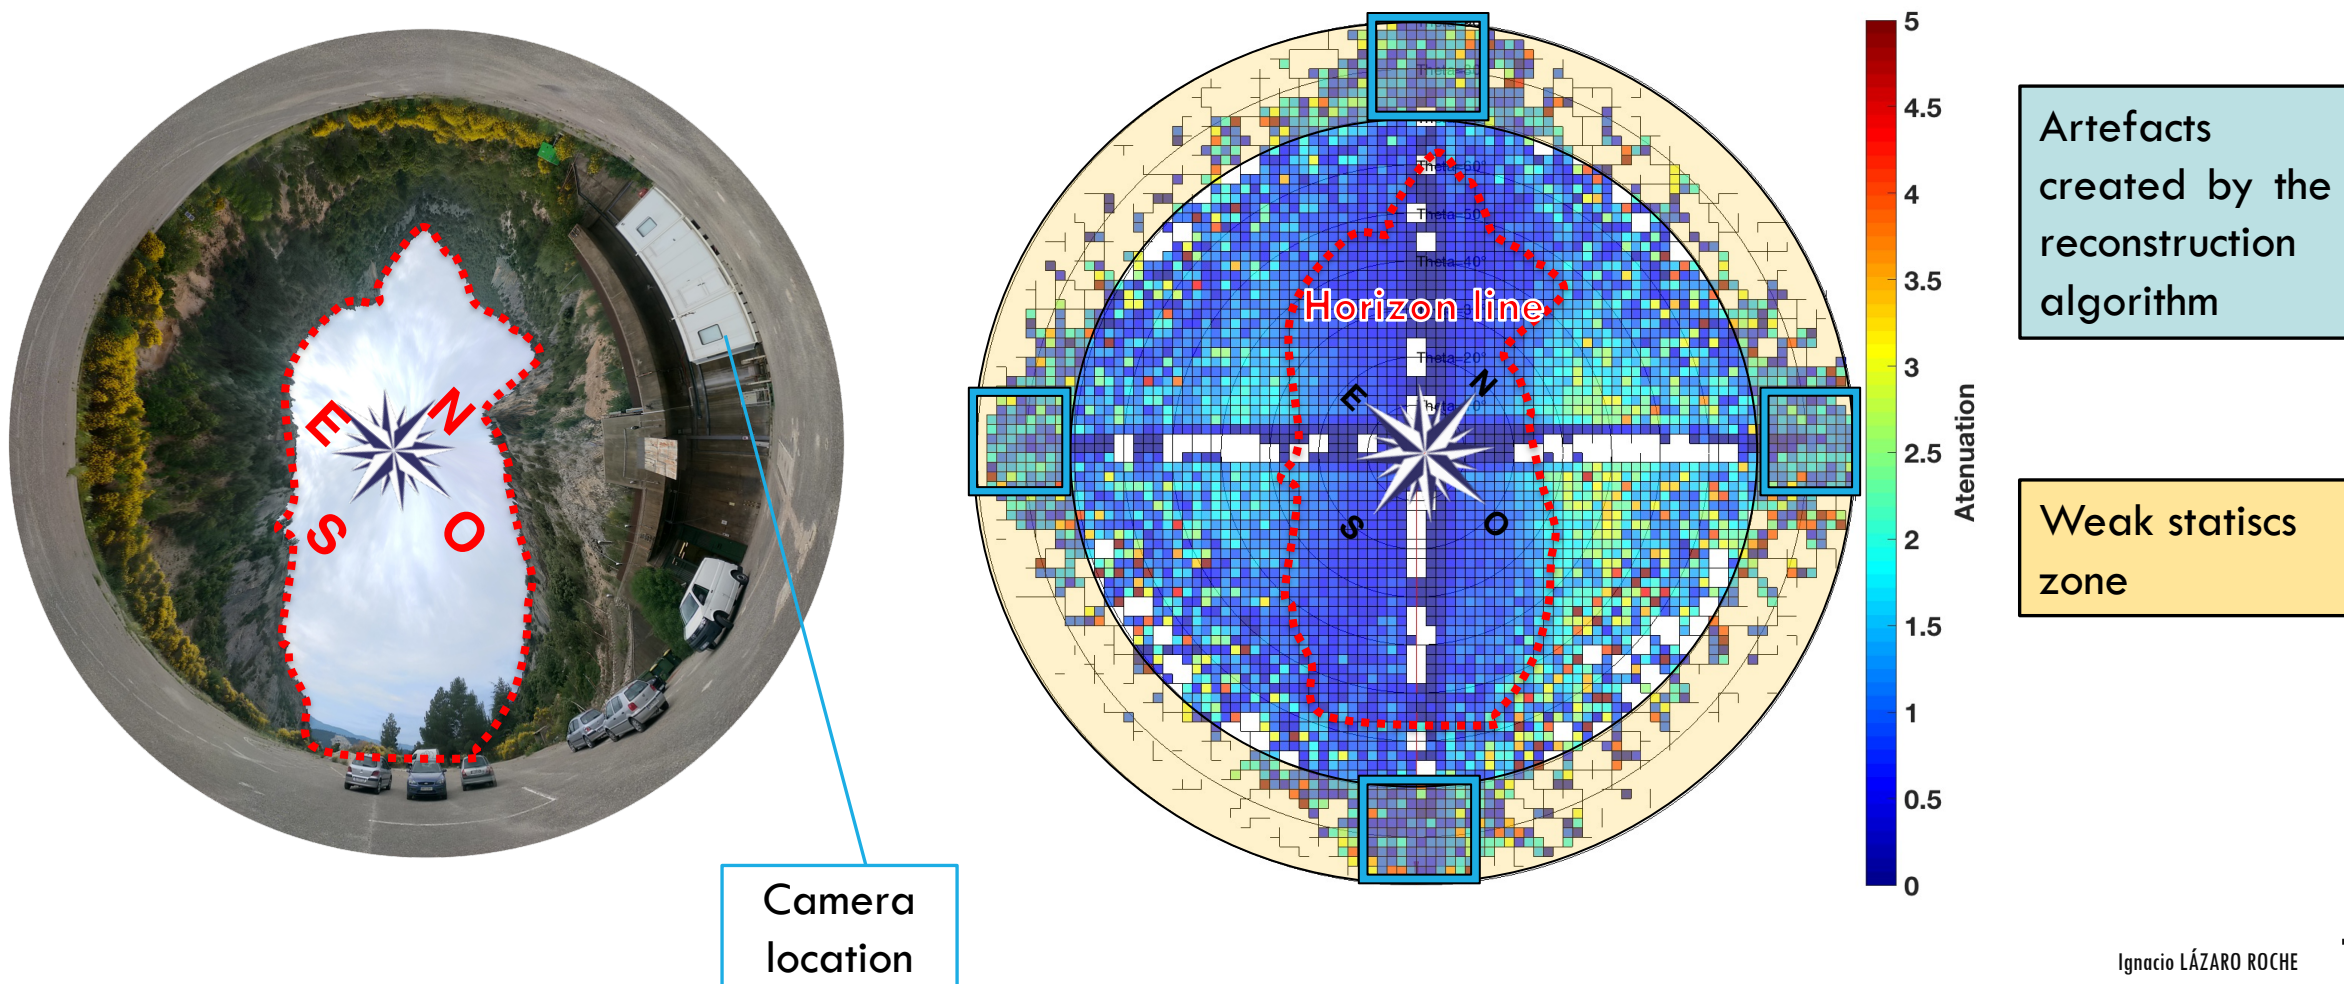 E
N
S
O
Camera
location
Theta=80
Theta=60°
Theta=50°
Theta=40°
Horizon line
Theta=20°
E
N
S
O
5
4.5
4
3.5
3
2.5
2
1.5
1
0.5
0
Atenuation
Artefacts
created by the
reconstruction
algorithm
Weak statiscs
zone
Ignacio LÁZARO ROCHE